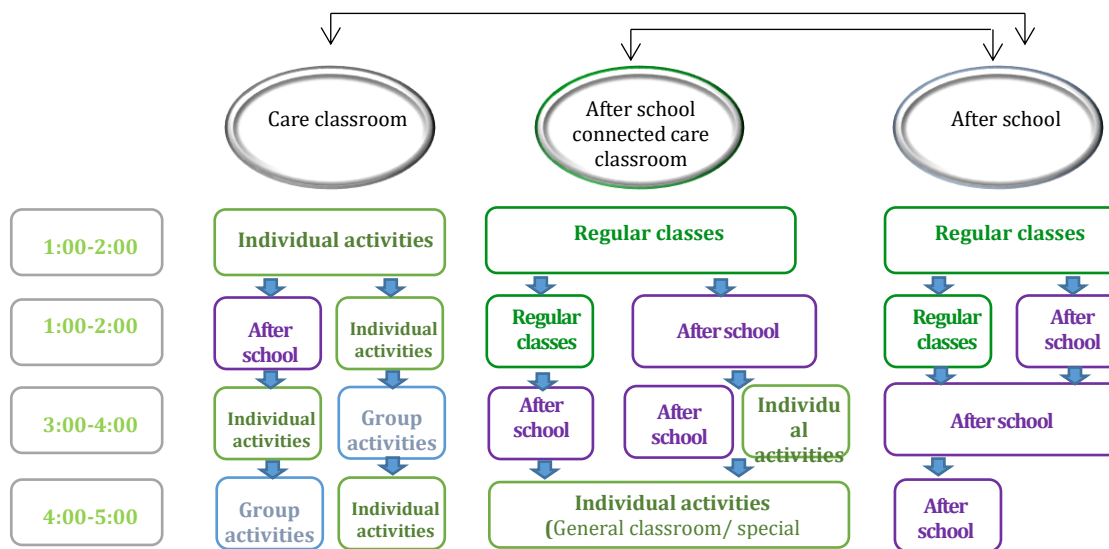 Care classroom
After school
connected care
classroom
After school
1:00-2:00
Individual activities
Regular classes
Regular classes
1:00-2:00
After
school
Individual
activities
Regular
classes
After school
Regular
classes
After
school
3:00-4:00
Individual
activities
Group
activities
After
school
After
school
Individu
al
activities
After school
4:00-5:00
Group
activities
Individual
activities
Individual activities
(General classroom/ special
After
school